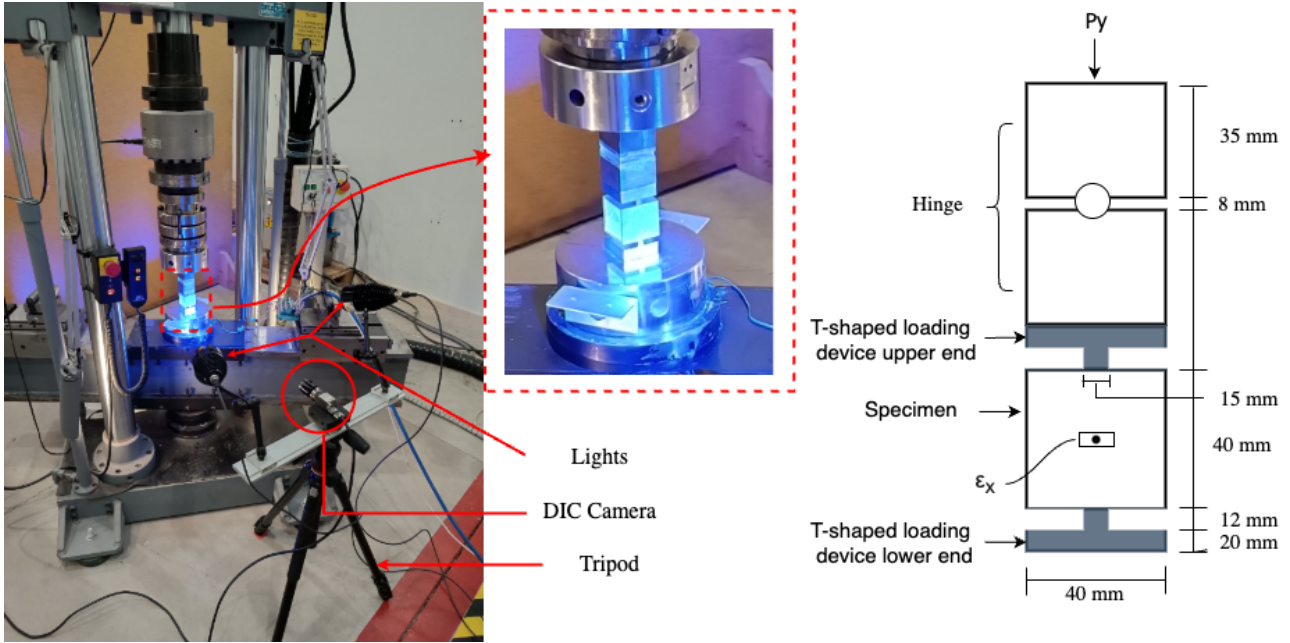 Py
35 mm
Hinge
8 mm
T-shaped loading
device upper end
15 mm
Specimen
40 mm
εx
12 mm
T-shaped loading
device lower end
20 mm
40 mm
Lights
DIC Camera
Tripod